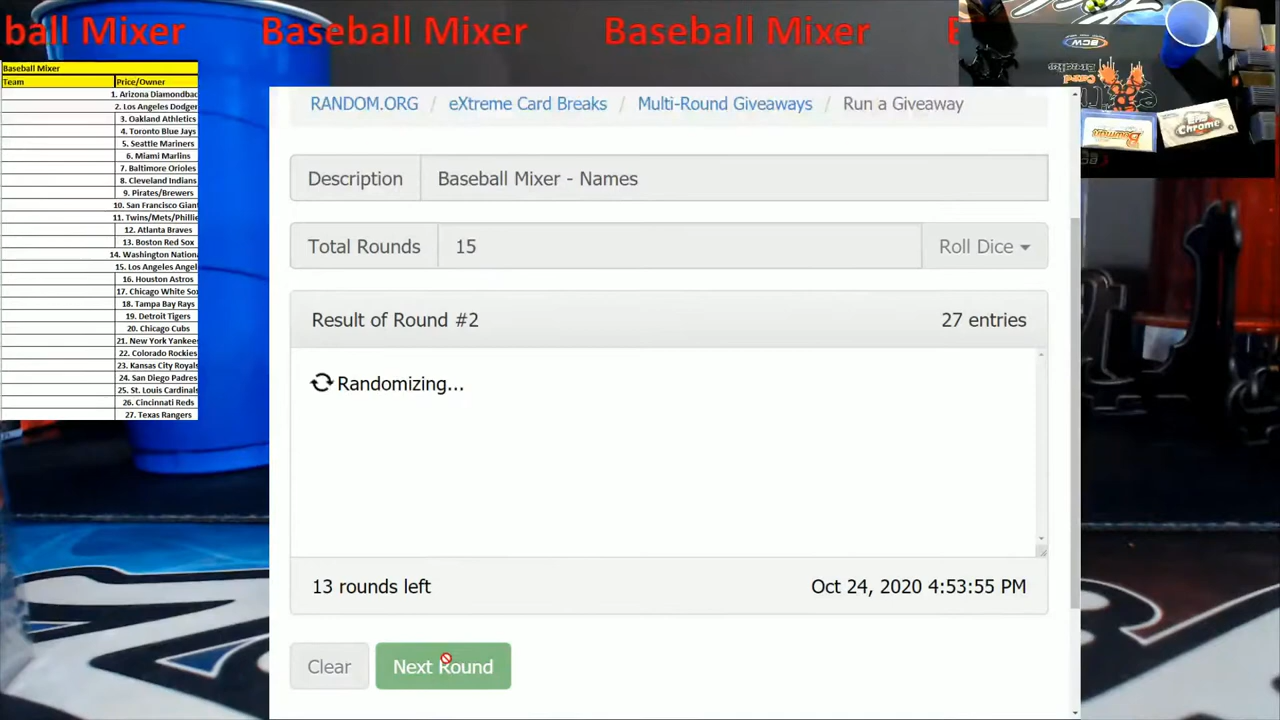 ball Mixer Baseball Mixer Baseball Mixer
Baseball Mixer
Team Price/Owner
1. Arizona Diamondbac
2. Los Angeles Dodger
3. Oakland Athletics
4. Toronto Blue Jays
5. Seattle Mariners
6. Miami Marlins
7. Baltimore Orioles
8. Cleveland Indians
9. Pirates/Brewers
10. San Francisco Gian
11. Twins/Mets/Phillie
12. Atlanta Braves
13. Boston Red Sox
14. Washington Nation
15. Los Angeles Angel
16. Houston Astros
17. Chicago White So
18. Tampa Bay Rays
19. Detroit Tigers
20. Chicago Cubs
21. New York Yankee
22. Colorado Rockies
23. Kansas City Royal
24. San Diego Padres
25. St. Louis Cardinal
26. Cincinnati Reds
27. Texas Rangers
RANDOM.ORG / eXtreme Card Breaks / Multi-Round Giveaways / Run a Giveaway
Description Baseball Mixer - Names
Total Rounds 15 Roll Dice
Result of Round #2 27 entries
Randomizing...
13 rounds left Oct 24, 2020 4:53:55 PM
Clear Next Round
BCW
Card
Bowman
Chrome